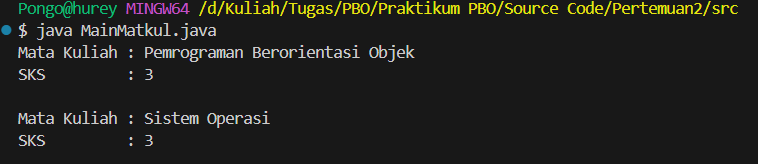 Pongo@hurey MINGW64 /d/Kuliah/Tugas/PBO/Praktikum PBO/Source Code/Pertemuan2/src
$ java MainMatkul.java
Mata Kuliah : Pemrograman Berorientasi Objek
SKS         : 3

Mata Kuliah : Sistem Operasi
SKS         : 3